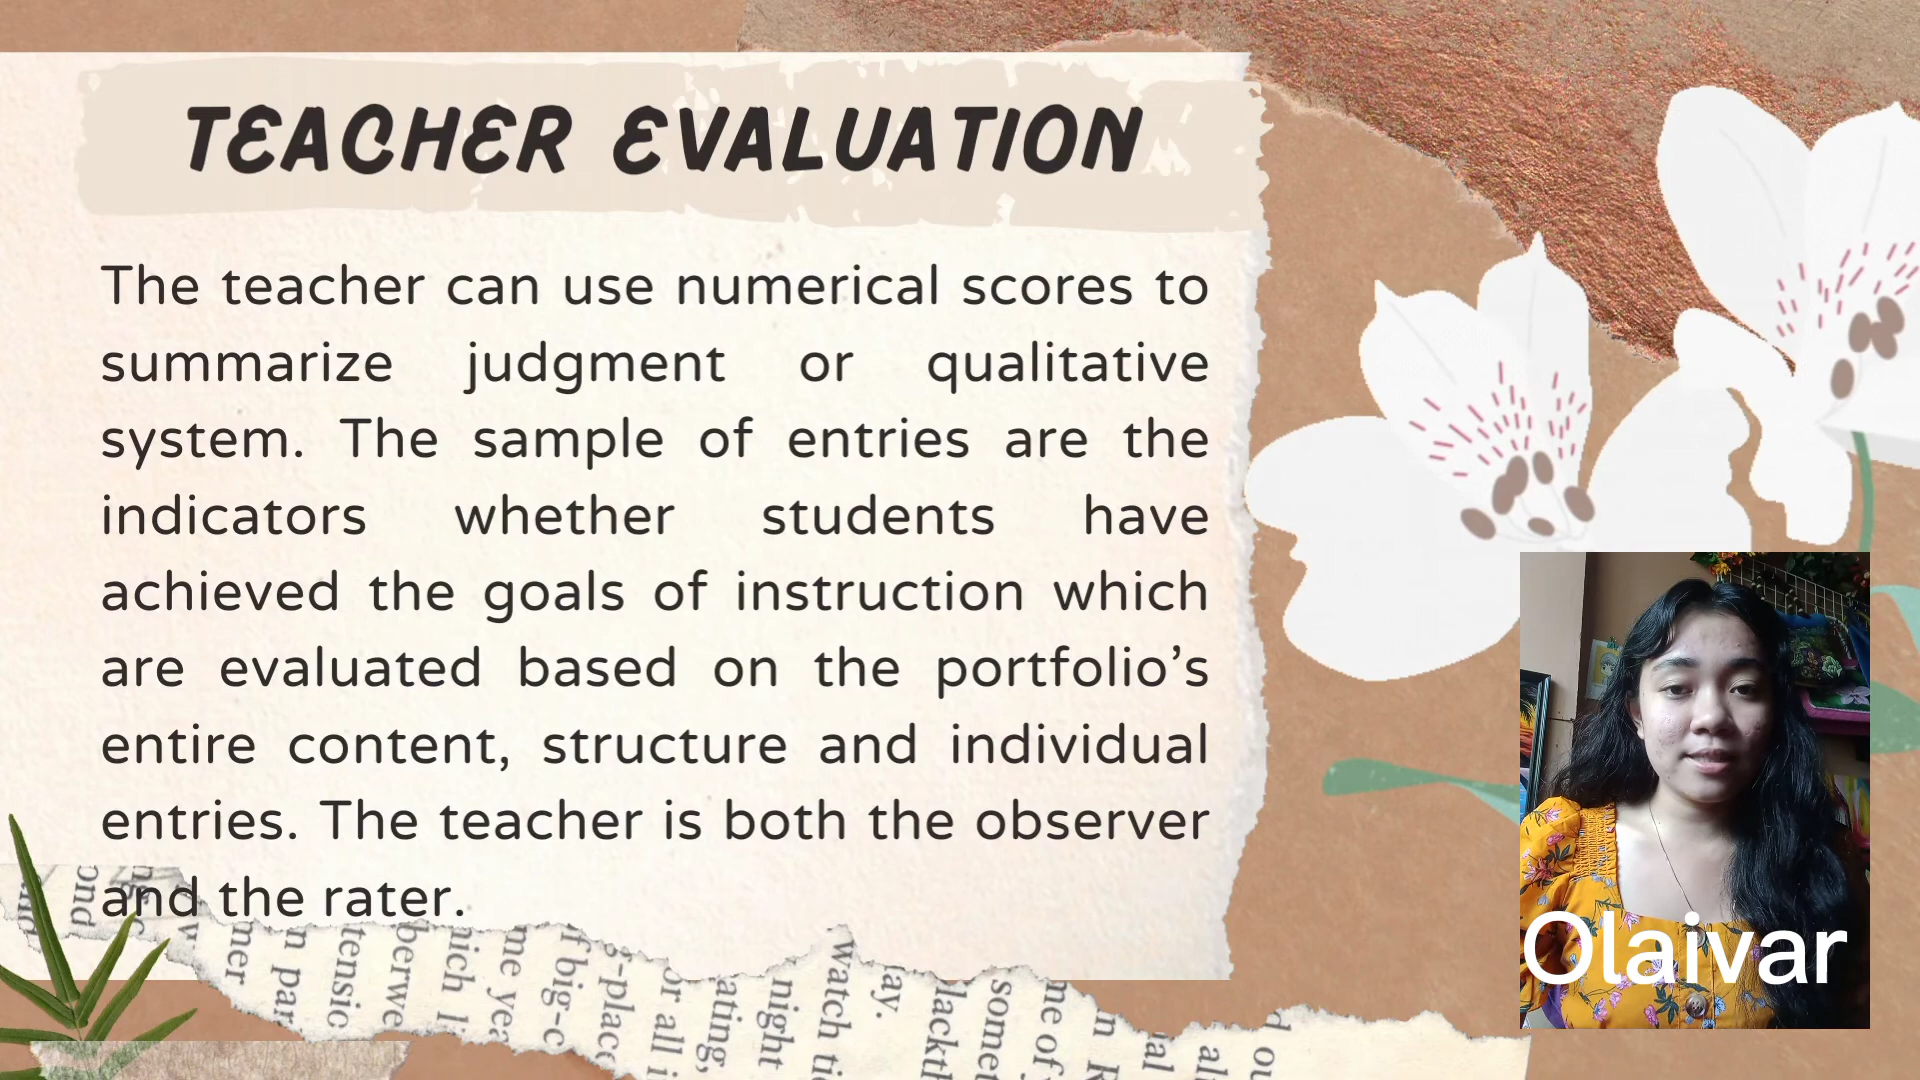 TEACHER EVALUATION
The teacher can use numerical scores to
summarize judgment or qualitative
system. The sample of entries are the
indicators whether students have
achieved the goals of instruction which
are evaluated based on the portfolio's
entire content, structure and individual
entries. The teacher is both the observer
and the rater.
Olaivar